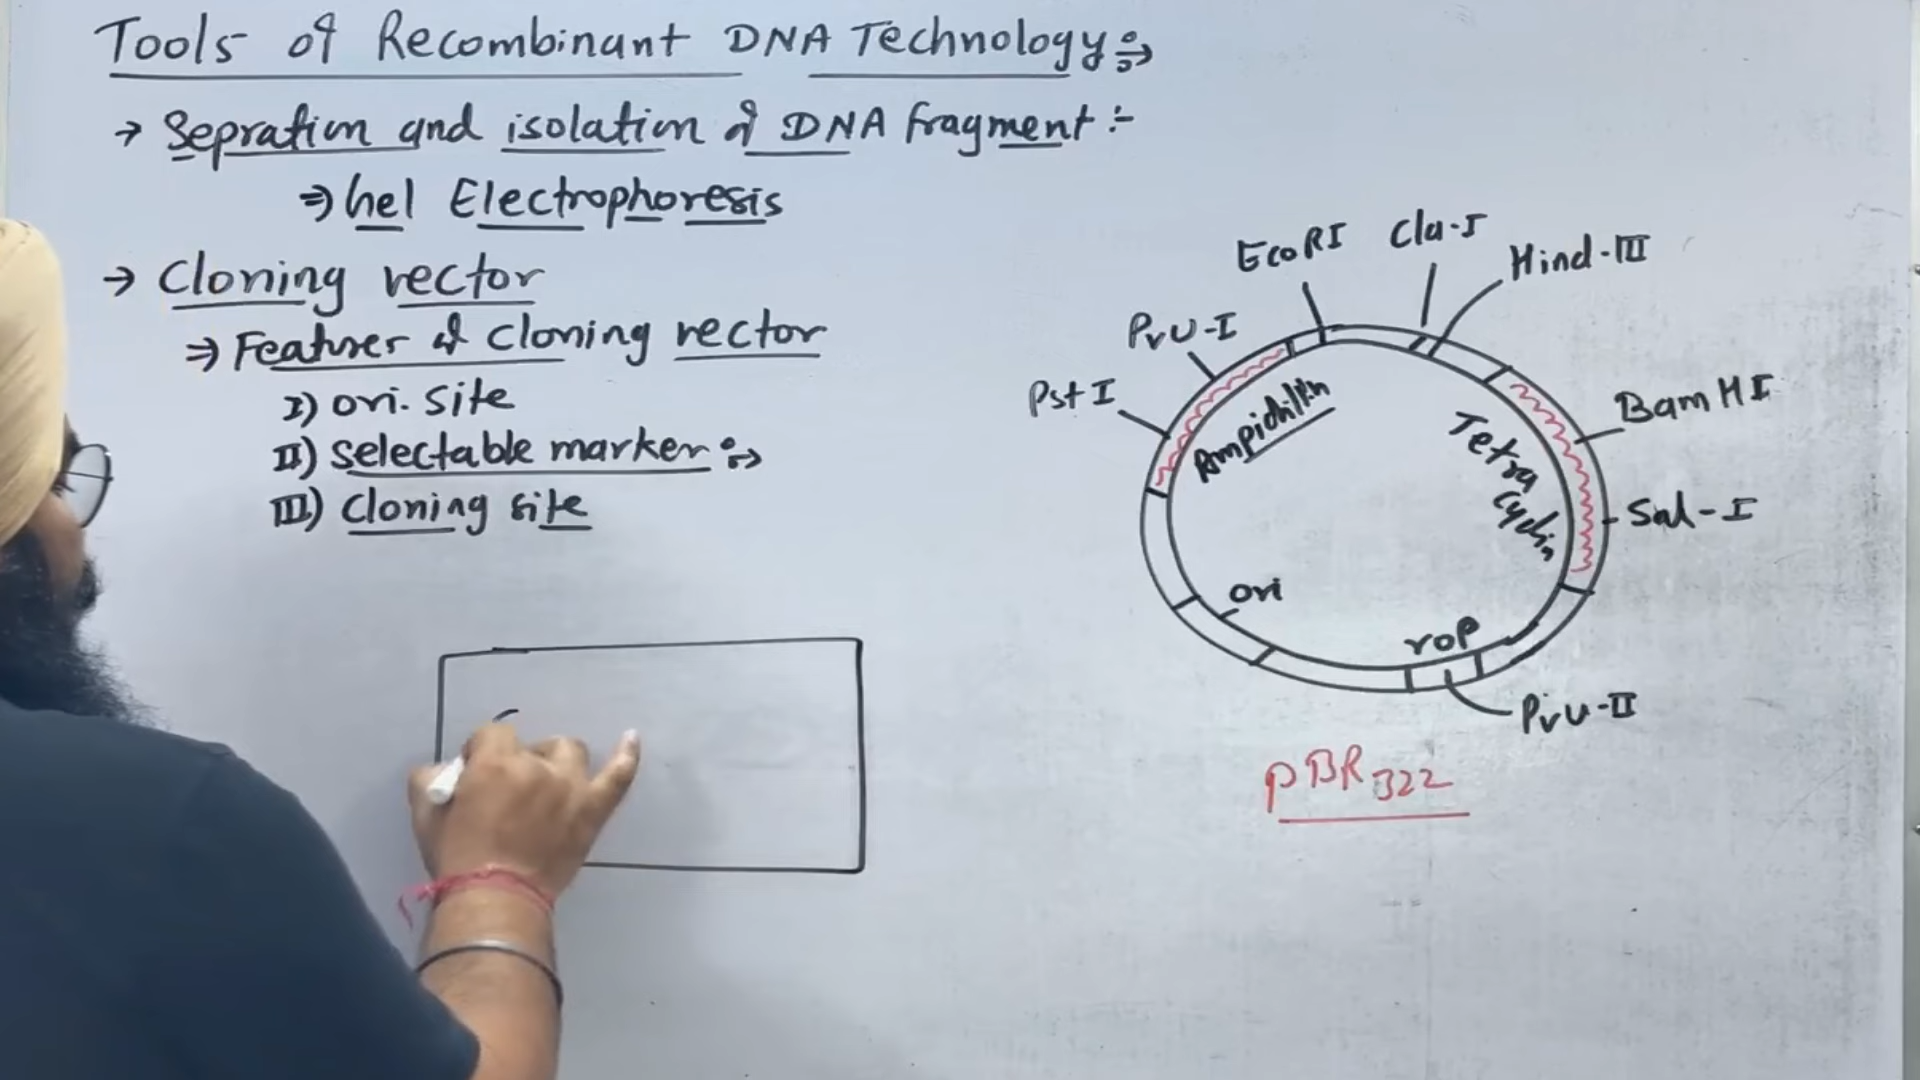 Tools of Recombinant DNA Technology :→
→ Sepration and isolation of DNA fragment :-
⇒ Gel Electrophoresis
→ Cloning vector
⇒ Features of Cloning vector
I) Ori. Site
II) Selectable marker :→
III) Cloning site
EcoRI
Cla-I
Hind-III
PvU-I
Pst I
BamHI
Ampicillin
Tetra
cyclin
Sal-I
Ori
rop
PvU-II
pBR322